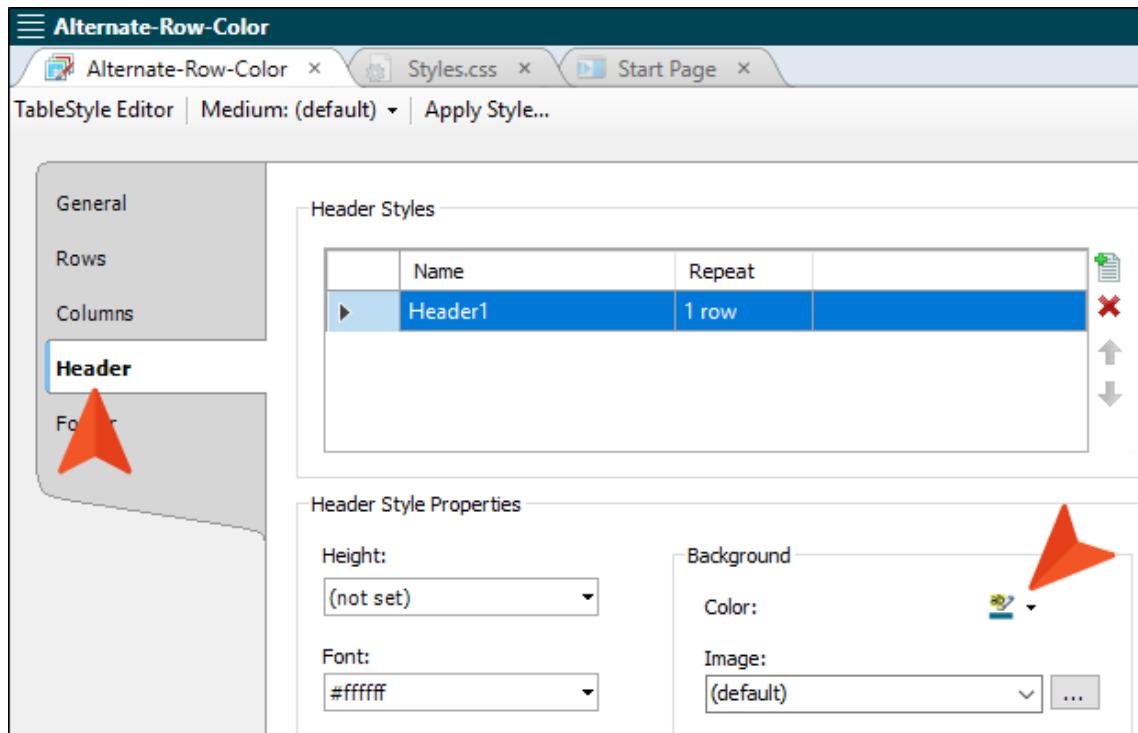 Alternate-Row-Color
Alternate-Row-Color × Styles.css × Start Page ×
TableStyle Editor Medium: (default) Apply Style...
General
Rows
Columns
Header
Header Styles
Name Repeat
Header1 1 row
Header Style Properties
Height:
(not set)
Font:
#ffffff
Background
Color:
Image:
(default) ...